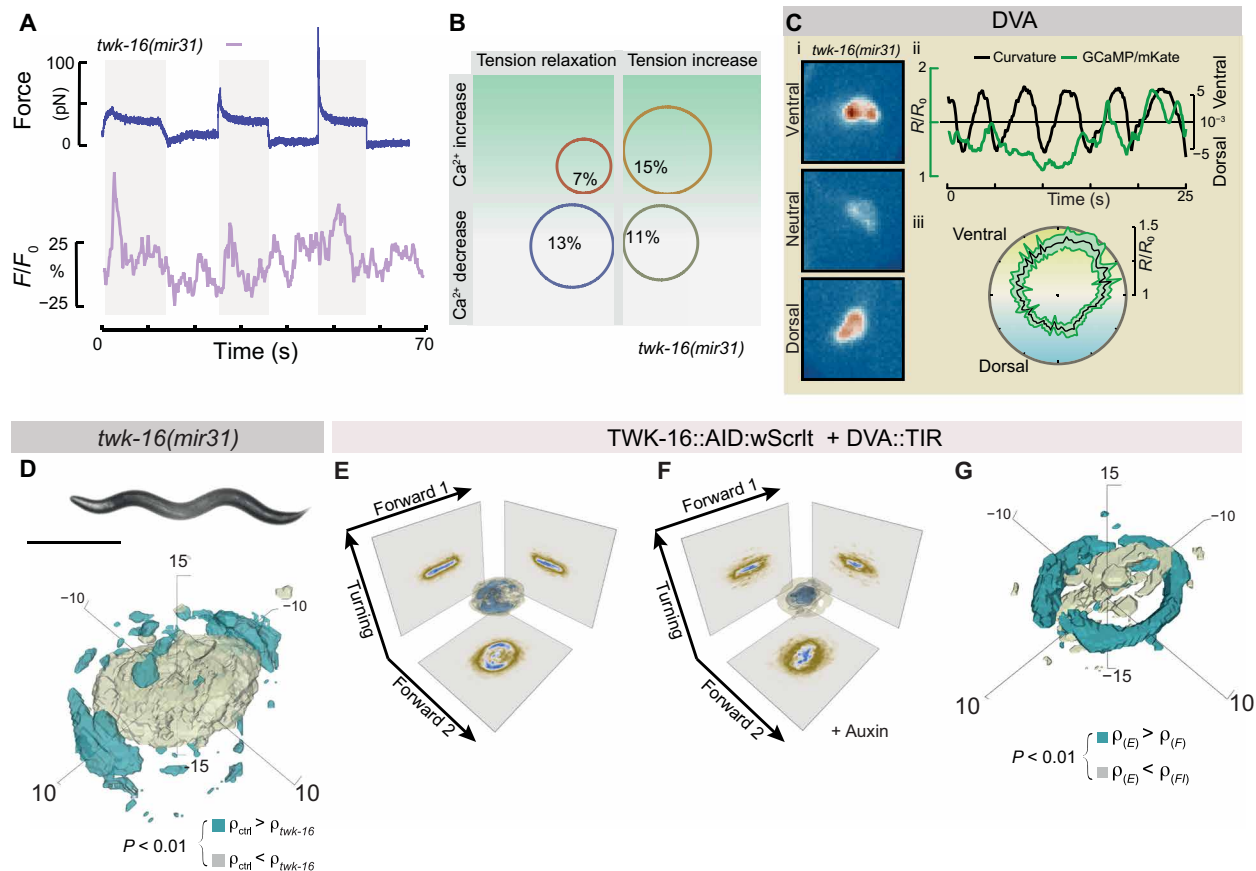 A
twk-16(mir31)
100
Force
(pN)
0
25
F/F0
%
−25
0
Time (s)
70
B
Tension relaxation
Tension increase
Ca2+ increase
Ca2+ decrease
7%
15%
13%
11%
twk-16(mir31)
C
DVA
i
twk-16(mir31)
Ventral
Neutral
Dorsal
ii
Curvature
GCaMP/mKate
2
R/R0
1
5
10−3
−5
Ventral
Dorsal
0
Time (s)
25
iii
Ventral
1.5
R/R0
1
Dorsal
twk-16(mir31)
TWK-16::AID:wScrlt + DVA::TIR
D
15
−10
−10
−15
10
10
P < 0.01
ρctrl > ρtwk-16
ρctrl < ρtwk-16
E
Forward 1
Turning
Forward 2
F
Forward 1
Turning
Forward 2
+ Auxin
G
15
−10
−10
−15
10
10
P < 0.01
ρ(E) > ρ(F)
ρ(E) < ρ(FI)